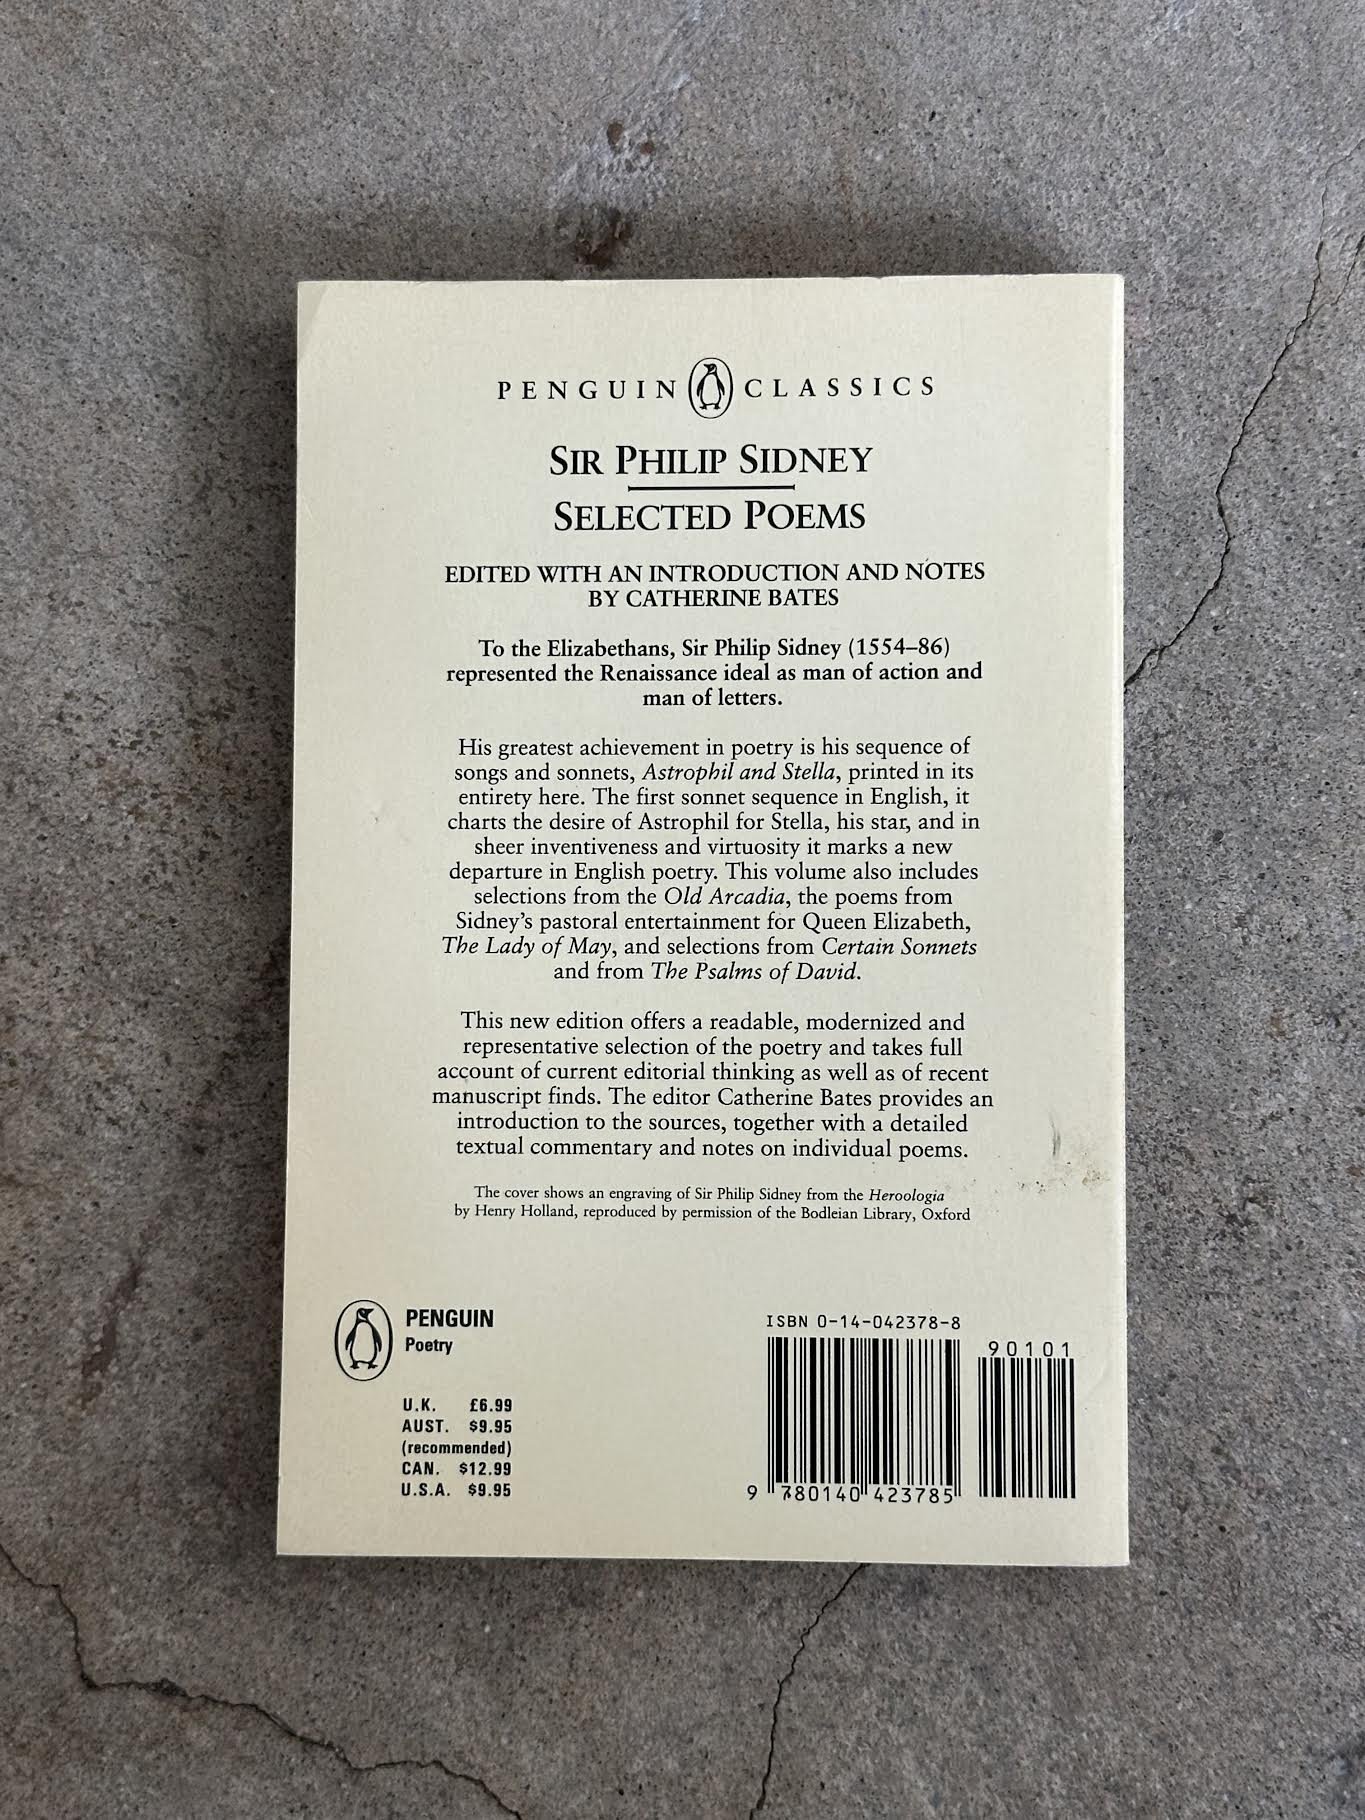 PENGUIN CLASSICS
SIR PHILIP SIDNEY
SELECTED POEMS
EDITED WITH AN INTRODUCTION AND NOTES
BY CATHERINE BATES
To the Elizabethans, Sir Philip Sidney (1554–86)
represented the Renaissance ideal as man of action and
man of letters.
His greatest achievement in poetry is his sequence of
songs and sonnets, Astrophil and Stella, printed in its
entirety here. The first sonnet sequence in English, it
charts the desire of Astrophil for Stella, his star, and in
sheer inventiveness and virtuosity it marks a new
departure in English poetry. This volume also includes
selections from the Old Arcadia, the poems from
Sidney's pastoral entertainment for Queen Elizabeth,
The Lady of May, and selections from Certain Sonnets
and from The Psalms of David.
This new edition offers a readable, modernized and
representative selection of the poetry and takes full
account of current editorial thinking as well as of recent
manuscript finds. The editor Catherine Bates provides an
introduction to the sources, together with a detailed
textual commentary and notes on individual poems.
The cover shows an engraving of Sir Philip Sidney from the Heroologia
by Henry Holland, reproduced by permission of the Bodleian Library, Oxford
PENGUIN
Poetry
U.K. £6.99
AUST. $9.95
(recommended)
CAN. $12.99
U.S.A. $9.95
ISBN 0-14-042378-8
90101
9 780140 423785